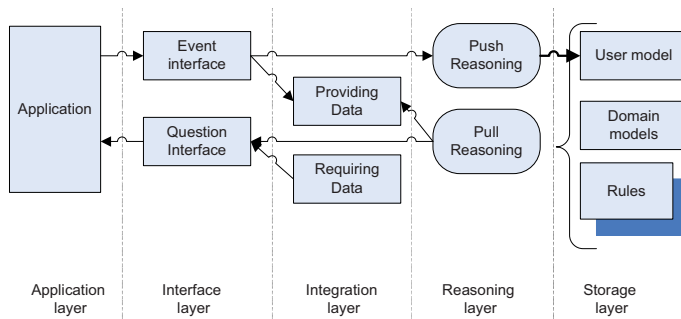 Application
Event
interface
Question
Interface
Providing
Data
Requiring
Data
Push
Reasoning
Pull
Reasoning
User model
Domain
models
Rules
Application
layer
Interface
layer
Integration
layer
Reasoning
layer
Storage
layer